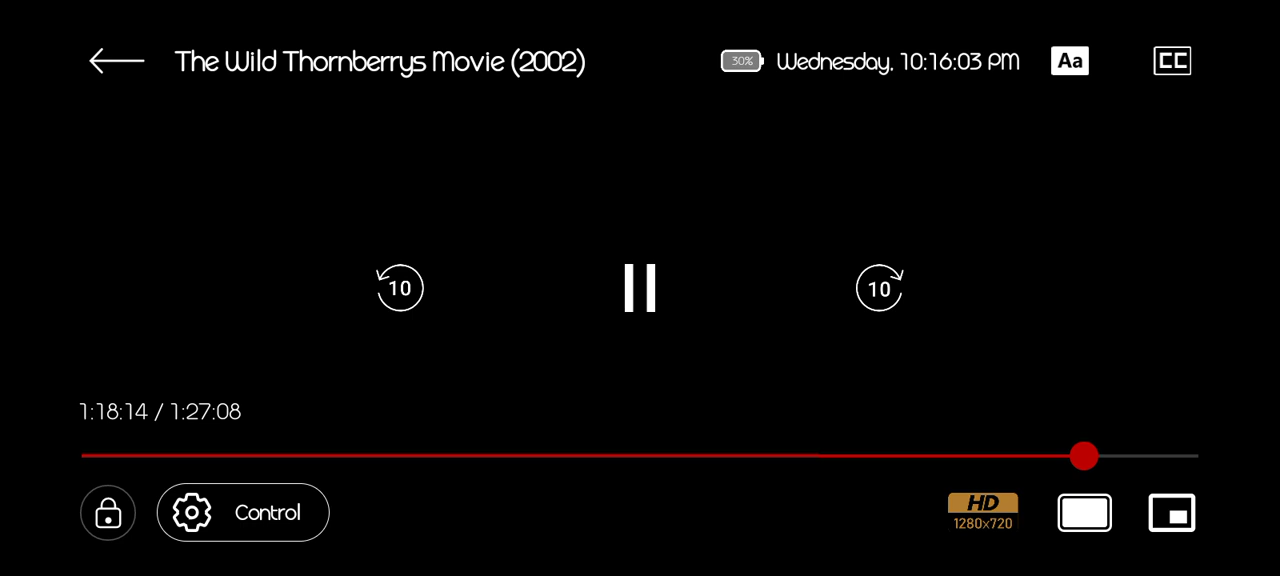 The Wild Thornberrys Movie (2002)
30%
Wednesday, 10:16:03 PM
Aa
CC
10
10
1:18:14 / 1:27:08
Control
HD
1280x720